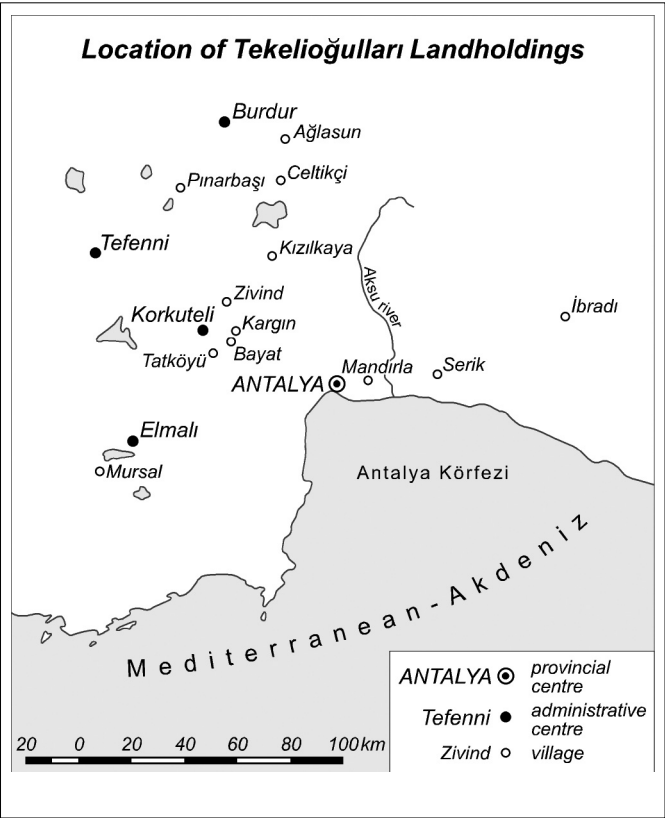 Location of Tekelioğulları Landholdings
Burdur
Ağlasun
Pınarbaşı
Celtikçi
Tefenni
Kızılkaya
Aksu river
Zivind
İbradı
Korkuteli
Kargın
Tatköyü
Bayat
Mandırla
Serik
ANTALYA
Elmalı
Mursal
Antalya Körfezi
Mediterranean-Akdeniz
ANTALYA provincial centre
Tefenni administrative centre
Zivind village
20 0 20 40 60 80 100 km